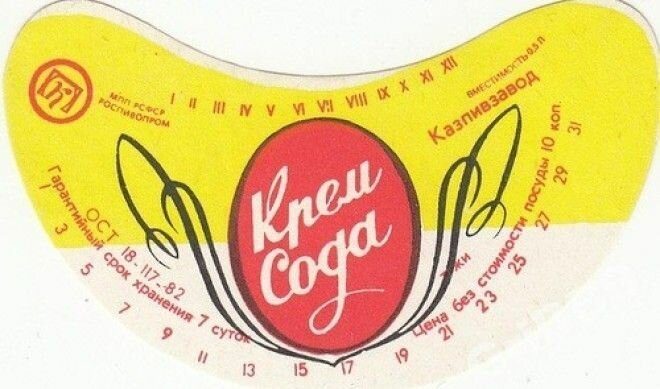 МПП РСФСР
РОСПИВОПРОМ
I II III IV V VI VII VIII IX X XI XII
ВМЕСТИМОСТЬ 0,5 Л
Казпивзавод
Крем
Сода
ОСТ 18-117-82
Гарантийный срок хранения 7 суток
Цена без стоимости посуды 10 коп.
1 3 5 7 9 11 13 15 17 19 21 23 25 27 29 31